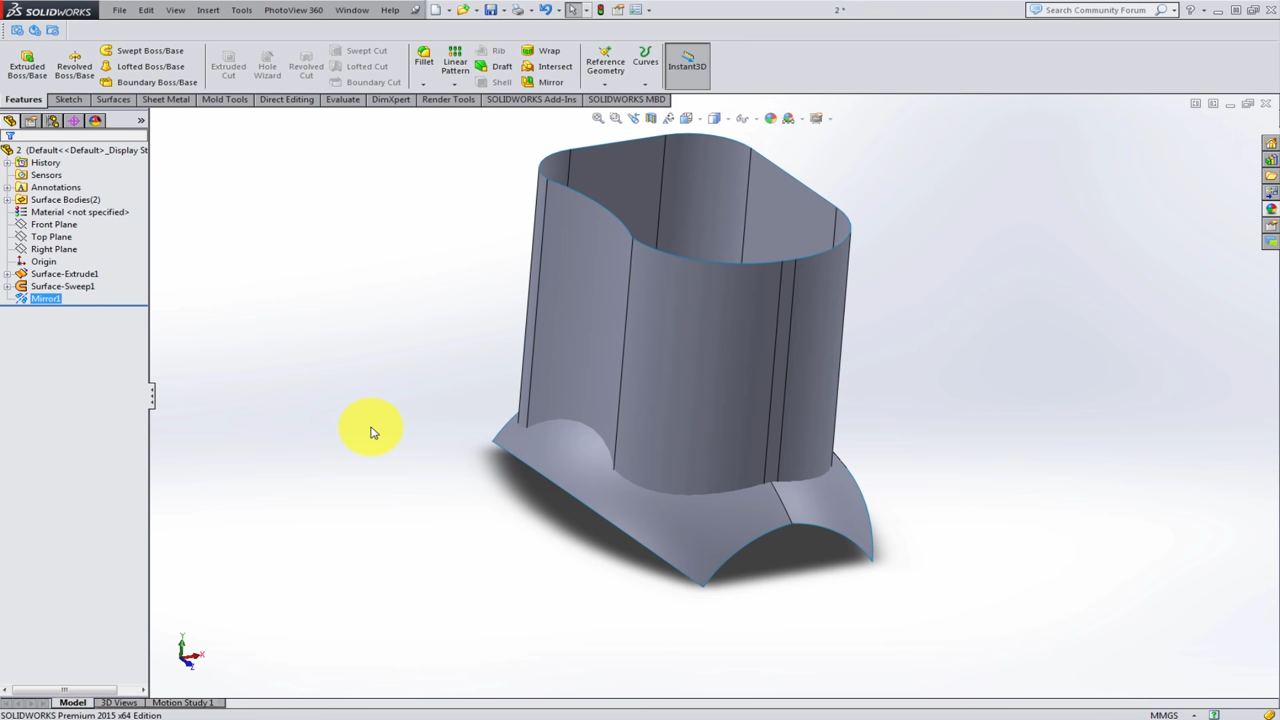 SOLIDWORKS File Edit View Insert Tools PhotoView 360 Window Help 2 * Search Community Forum
Extruded Boss/Base
Revolved Boss/Base
Swept Boss/Base
Lofted Boss/Base
Boundary Boss/Base
Extruded Cut
Hole Wizard
Revolved Cut
Swept Cut
Lofted Cut
Boundary Cut
Fillet
Linear Pattern
Rib
Draft
Shell
Wrap
Intersect
Mirror
Reference Geometry
Curves
Instant3D
Features Sketch Surfaces Sheet Metal Mold Tools Direct Editing Evaluate DimXpert Render Tools SOLIDWORKS Add-Ins SOLIDWORKS MBD
2 (Default<<Default>_Display St
History
Sensors
Annotations
Surface Bodies(2)
Material <not specified>
Front Plane
Top Plane
Right Plane
Origin
Surface-Extrude1
Surface-Sweep1
Mirror1
Y
X
Z
Model 3D Views Motion Study 1
SOLIDWORKS Premium 2015 x64 Edition MMGS